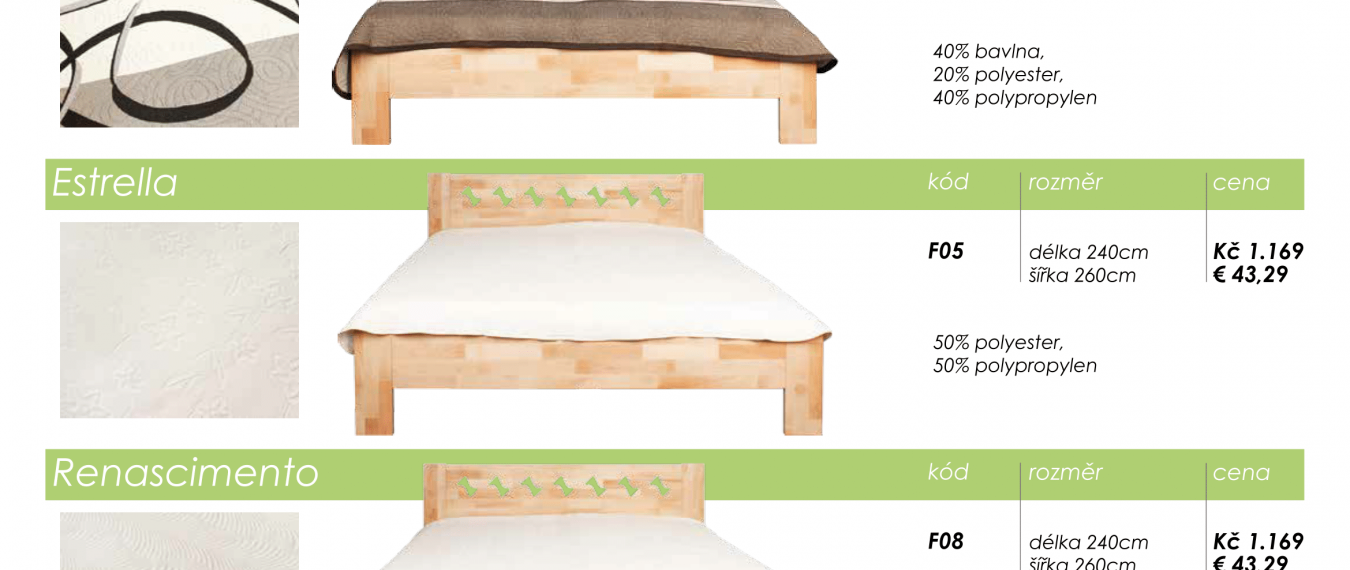 40% bavlna,
20% polyester,
40% polypropylen
Estrella
kód rozměr cena
F05 délka 240cm Kč 1.169
šířka 260cm € 43,29
50% polyester,
50% polypropylen
Renascimento
kód rozměr cena
F08 délka 240cm Kč 1.169
šířka 260cm € 43,29